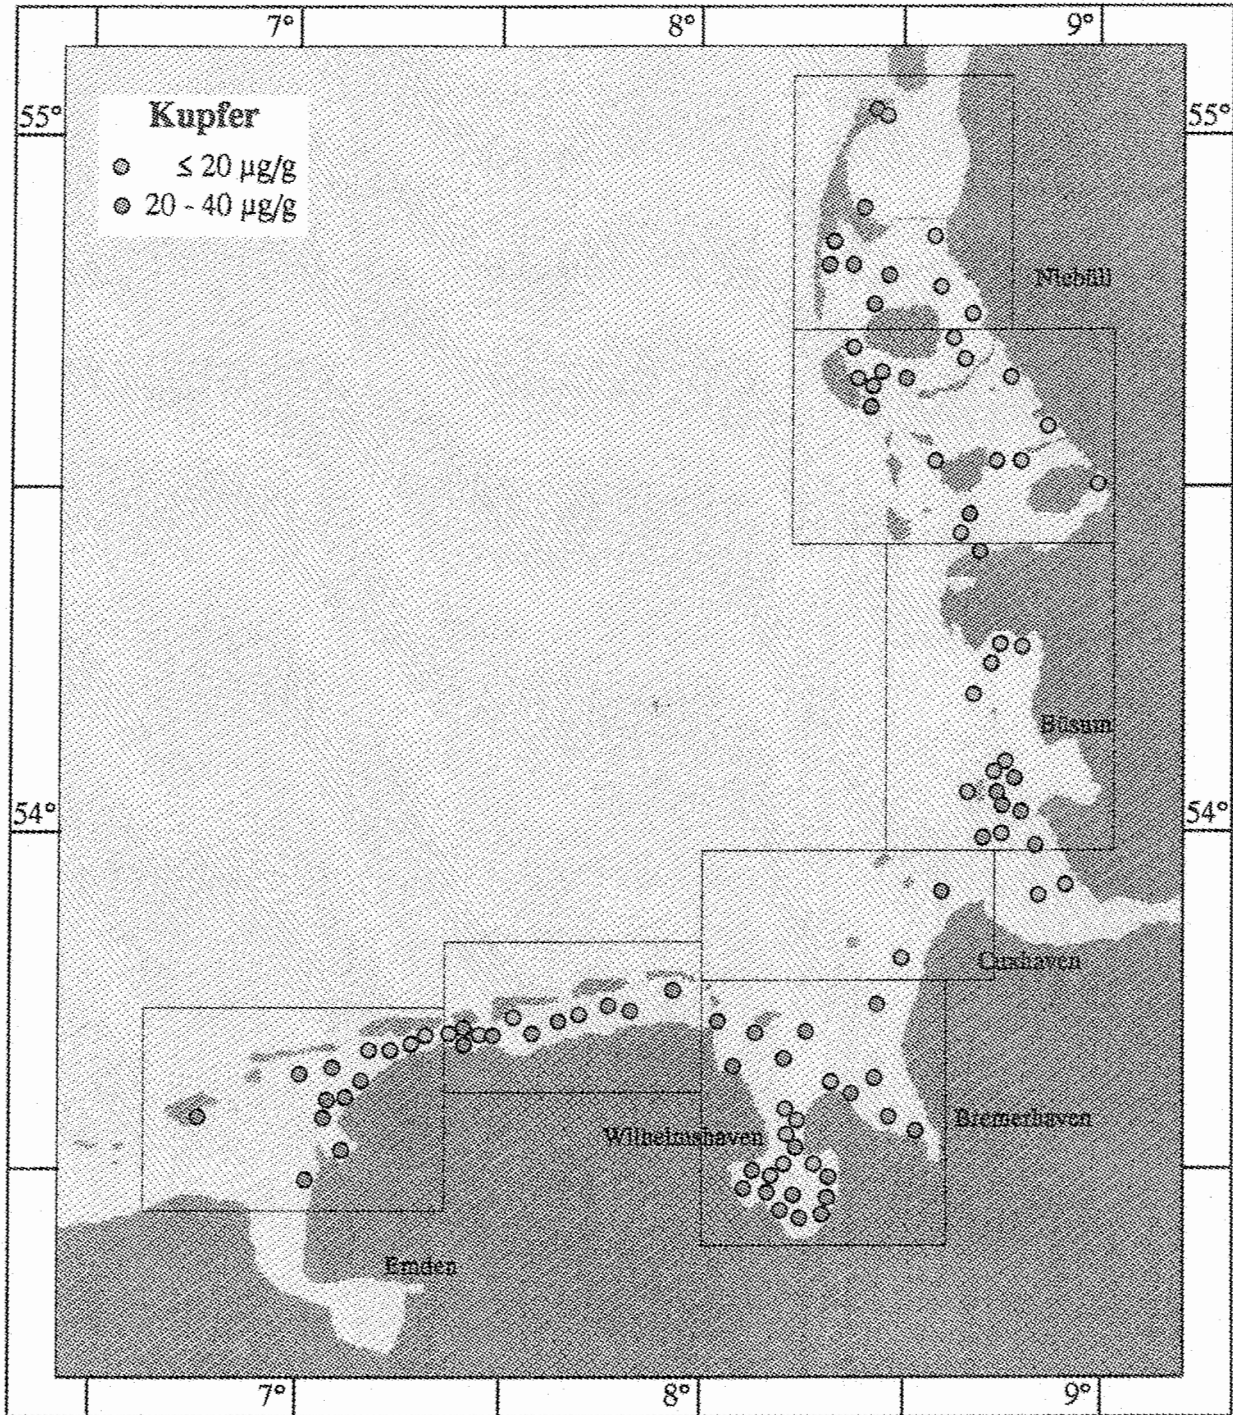 7° 8° 9°
55° 55°
Kupfer
≤ 20 µg/g
20 - 40 µg/g
Niebüll
Büsum
54° 54°
Cuxhaven
Wilhelmshaven Bremerhaven
Emden
7° 8° 9°